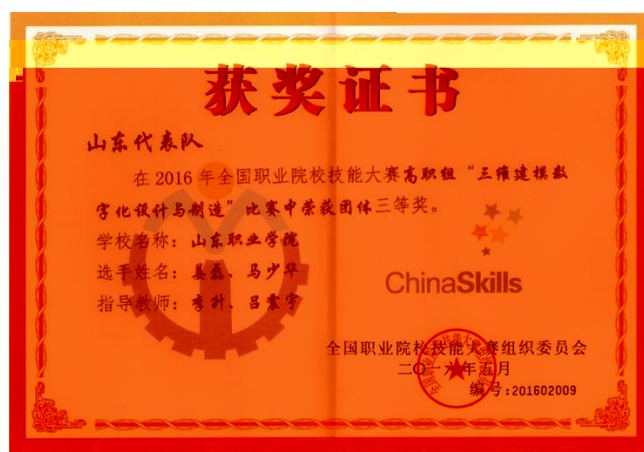 获奖证书
山东代表队
在2016年全国职业院校技能大赛高职组“三维建模数
字化设计与制造”比赛中荣获团体三等奖。
学校名称：山东职业学院
选手姓名：姜磊、马少华
指导教师：李升、吕震宇
ChinaSkills
全国职业院校技能大赛组织委员会
二〇一六年五月
编号:201602009